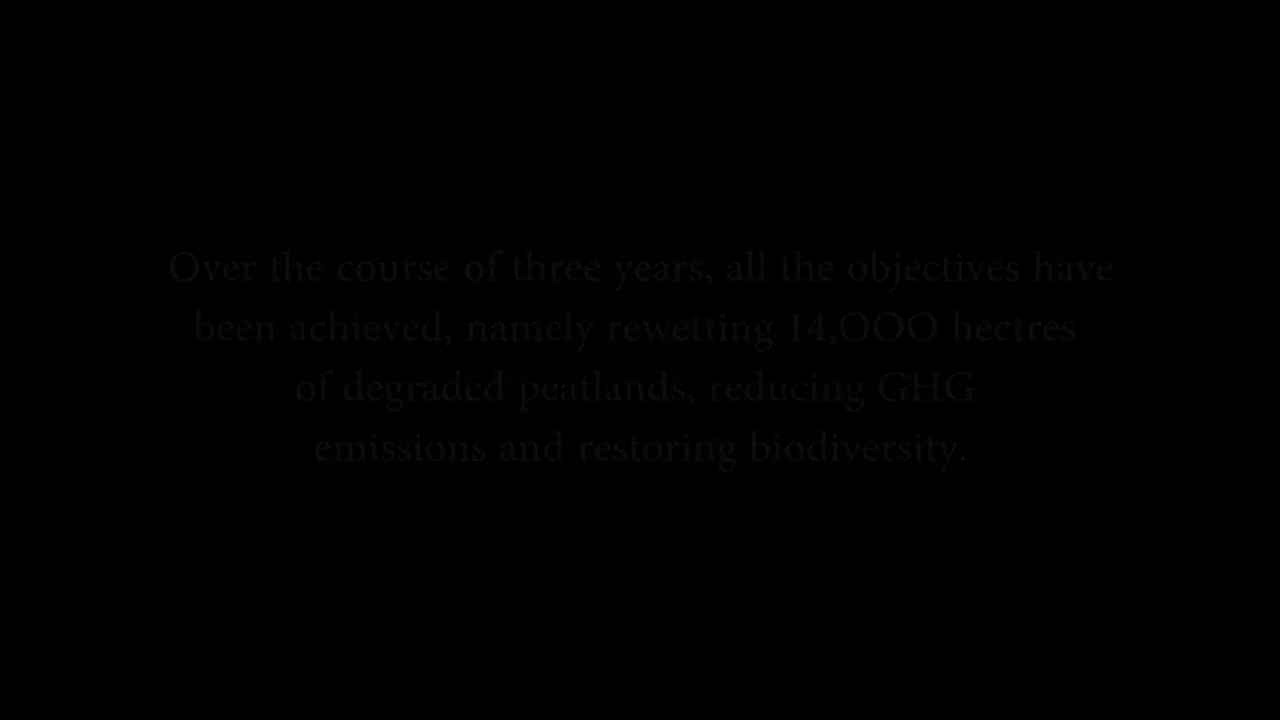 Over the course of three years, all the objectives have
been achieved, namely rewetting 14,000 hectres
of degraded peatlands, reducing GHG
emissions and restoring biodiversity.